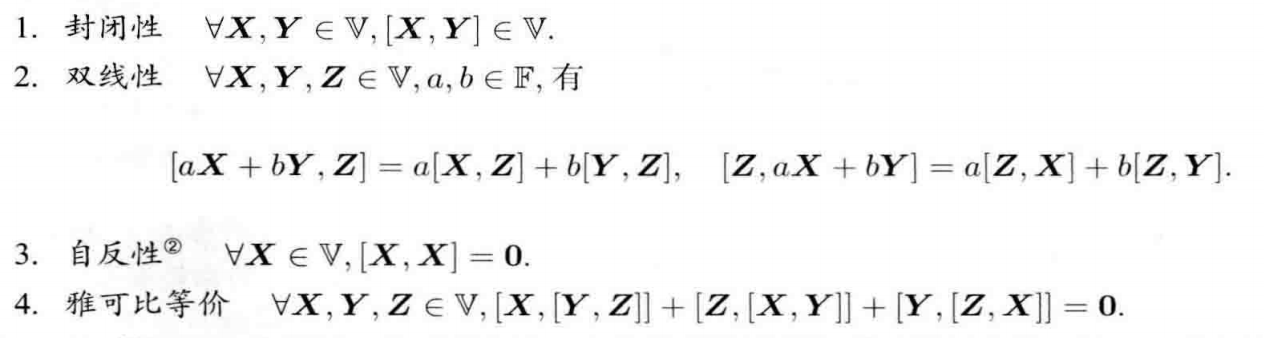 1. 封闭性 ∀X, Y ∈ 𝕍, [X, Y] ∈ 𝕍.
2. 双线性 ∀X, Y, Z ∈ 𝕍, a, b ∈ 𝔽, 有
[aX + bY, Z] = a[X, Z] + b[Y, Z], [Z, aX + bY] = a[Z, X] + b[Z, Y].
3. 自反性② ∀X ∈ 𝕍, [X, X] = 0.
4. 雅可比等价 ∀X, Y, Z ∈ 𝕍, [X, [Y, Z]] + [Z, [X, Y]] + [Y, [Z, X]] = 0.